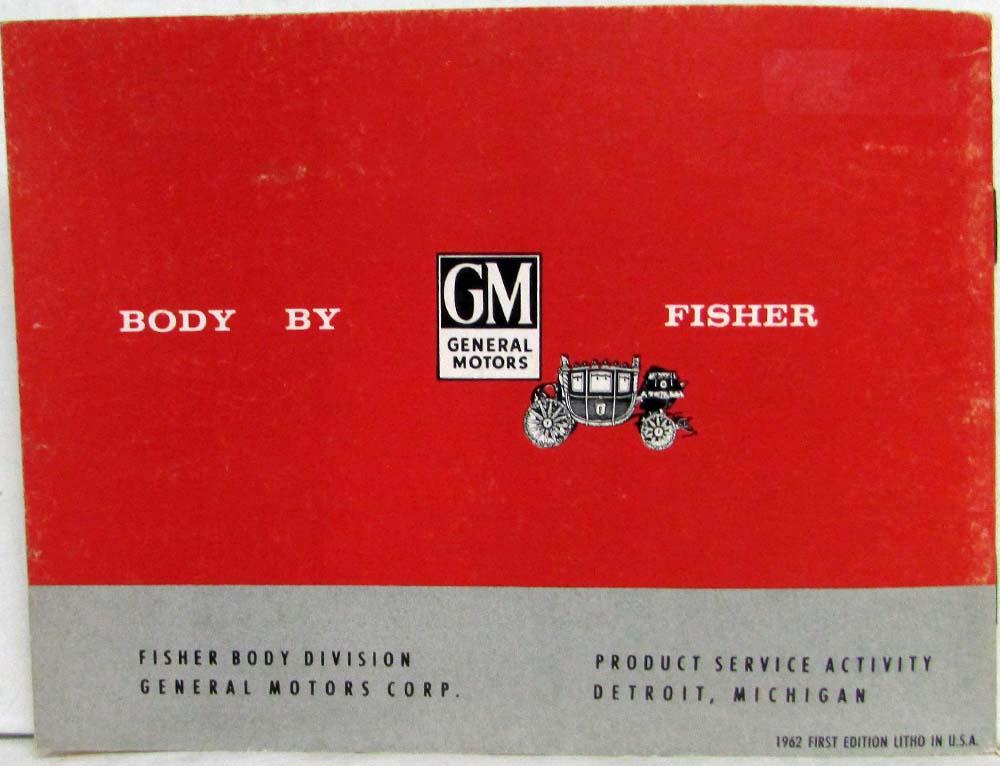 BODY BY GM FISHER
GENERAL
MOTORS
FISHER BODY DIVISION
GENERAL MOTORS CORP.
PRODUCT SERVICE ACTIVITY
DETROIT, MICHIGAN
1962 FIRST EDITION LITHO IN U.S.A.